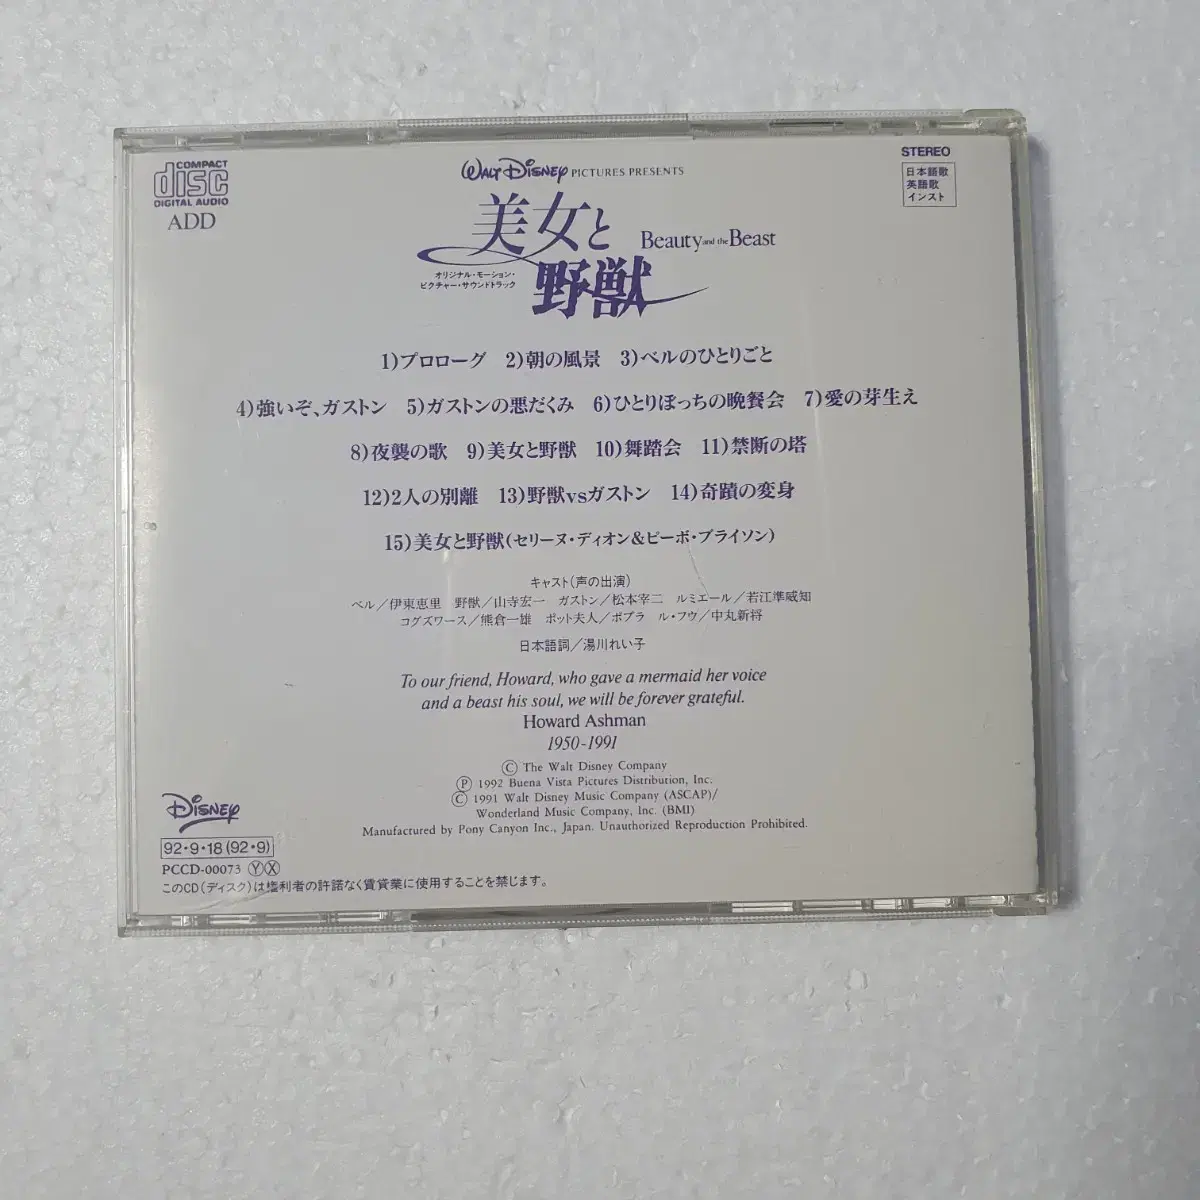 COMPACT
disc
DIGITAL AUDIO
ADD
WALT DISNEY PICTURES PRESENTS
STEREO
日本語歌
英語歌
インスト
美女と
野獣
Beauty and the Beast
オリジナル・モーション・
ピクチャー・サウンドトラック
1)プロローグ 2)朝の風景 3)ベルのひとりごと
4)強いぞ、ガストン 5)ガストンの悪だくみ 6)ひとりぼっちの晩餐会 7)愛の芽生え
8)夜襲の歌 9)美女と野獣 10)舞踏会 11)禁断の塔
12)2人の別離 13)野獣vsガストン 14)奇蹟の変身
15)美女と野獣(セリーヌ・ディオン&ピーボ・ブライソン)
キャスト(声の出演)
ベル/伊東恵里 野獣/山寺宏一 ガストン/松本宰二 ルミエール/若江準威知
コグズワース/熊倉一雄 ポット夫人/ポプラ ル・フウ/中丸新将
日本語詞/湯川れい子
To our friend, Howard, who gave a mermaid her voice
and a beast his soul, we will be forever grateful.
Howard Ashman
1950-1991
Ⓒ The Walt Disney Company
Ⓟ 1992 Buena Vista Pictures Distribution, Inc.
Ⓒ 1991 Walt Disney Music Company (ASCAP)/
Wonderland Music Company, Inc. (BMI)
Manufactured by Pony Canyon Inc., Japan. Unauthorized Reproduction Prohibited.
DISNEY
92・9・18(92・9)
PCCD-00073 ⓎⓍ
このCD(ディスク)は権利者の許諾なく賃貸業に使用することを禁じます。